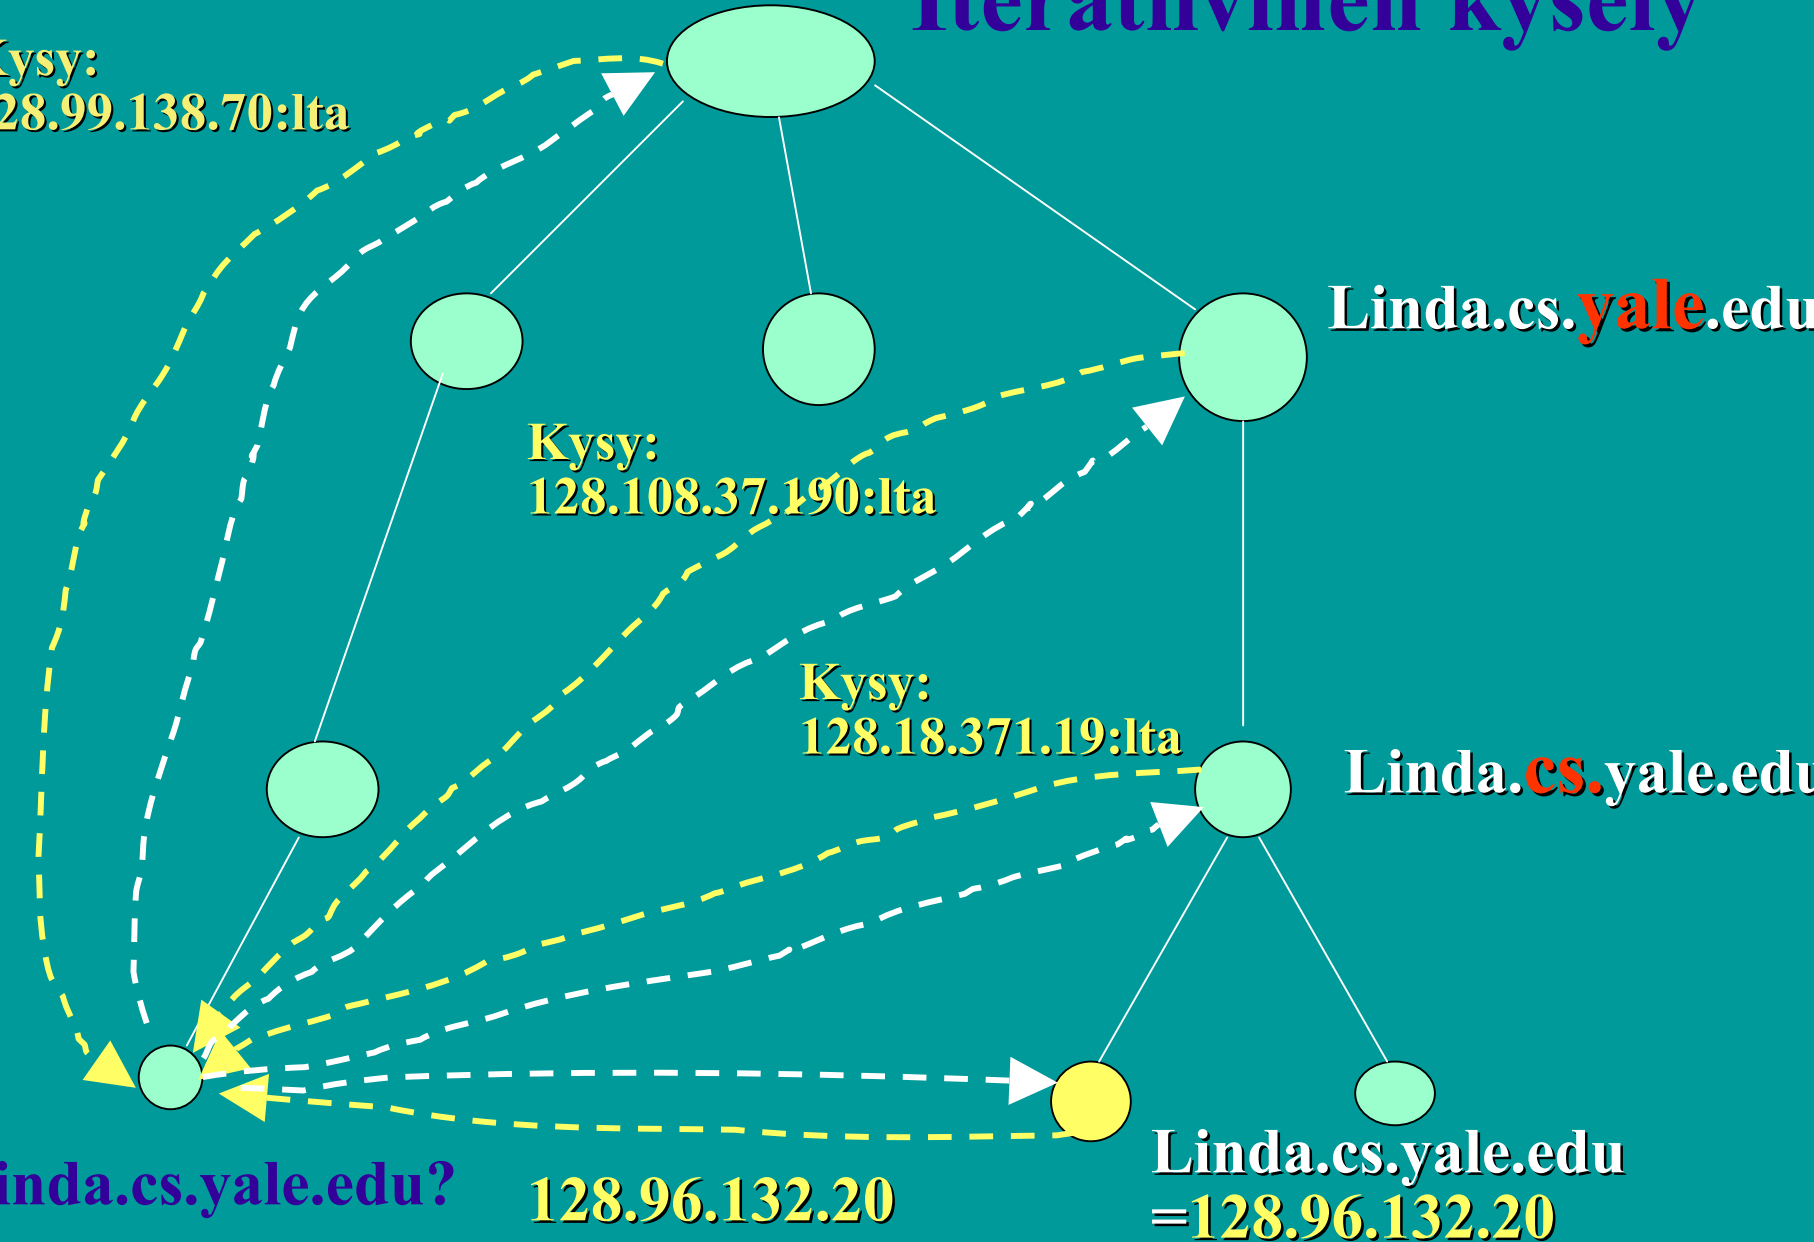 Iteratiivinen kysely
Kysy:
128.99.138.70:lta
Linda.cs.yale.edu
Kysy:
128.108.37.190:lta
Kysy:
128.18.371.19:lta
Linda.cs.yale.edu
Linda.cs.yale.edu?
128.96.132.20
Linda.cs.yale.edu
=128.96.132.20